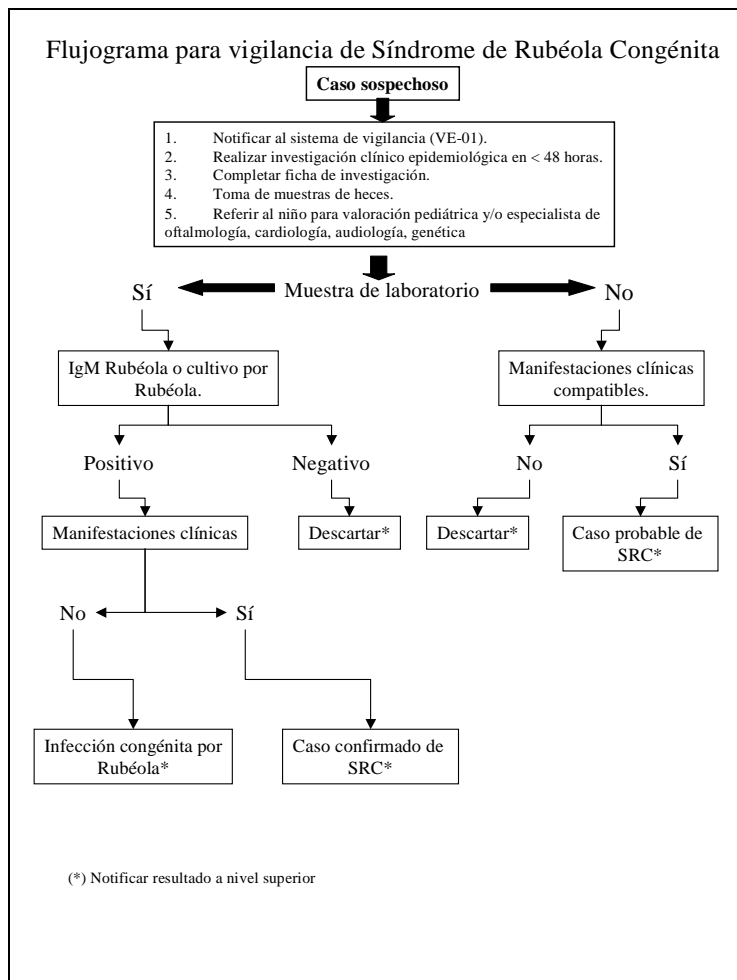 Flujograma para vigilancia de Síndrome de Rubéola Congénita
Caso sospechoso
1. Notificar al sistema de vigilancia (VE-01).
2. Realizar investigación clínico epidemiológica en < 48 horas.
3. Completar ficha de investigación.
4. Toma de muestras de heces.
5. Referir al niño para valoración pediátrica y/o especialista de
oftalmología, cardiología, audiología, genética
Sí
Muestra de laboratorio
No
IgM Rubéola o cultivo por
Rubéola.
Manifestaciones clínicas
compatibles.
Positivo
Negativo
No
Sí
Manifestaciones clínicas
Descartar*
Descartar*
Caso probable de
SRC*
No
Sí
Infección congénita por
Rubéola*
Caso confirmado de
SRC*
(*) Notificar resultado a nivel superior